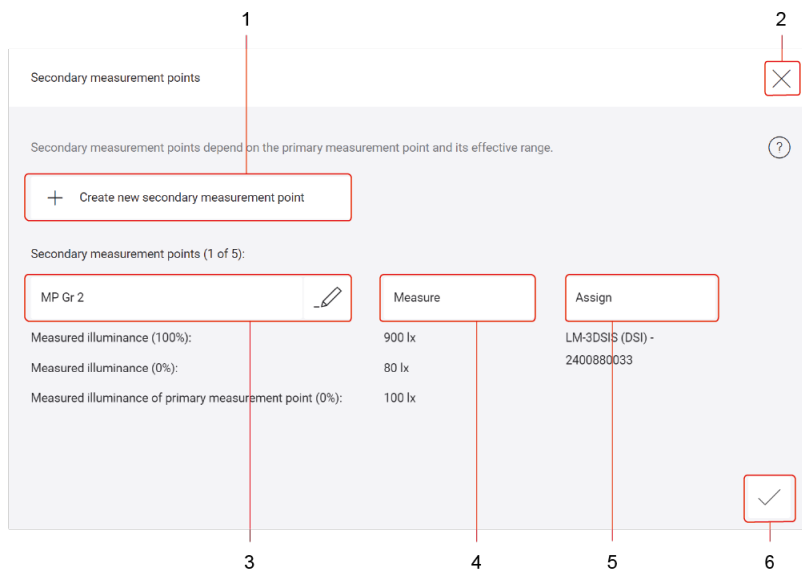 1
2
Secondary measurement points
Secondary measurement points depend on the primary measurement point and its effective range.
?
Create new secondary measurement point
Secondary measurement points (1 of 5):
MP Gr 2
Measure
Assign
Measured illuminance (100%):
900 lx
LM-3DSIS (DSI) -
2400880033
Measured illuminance (0%):
80 lx
Measured illuminance of primary measurement point (0%):
100 lx
3
4
5
6